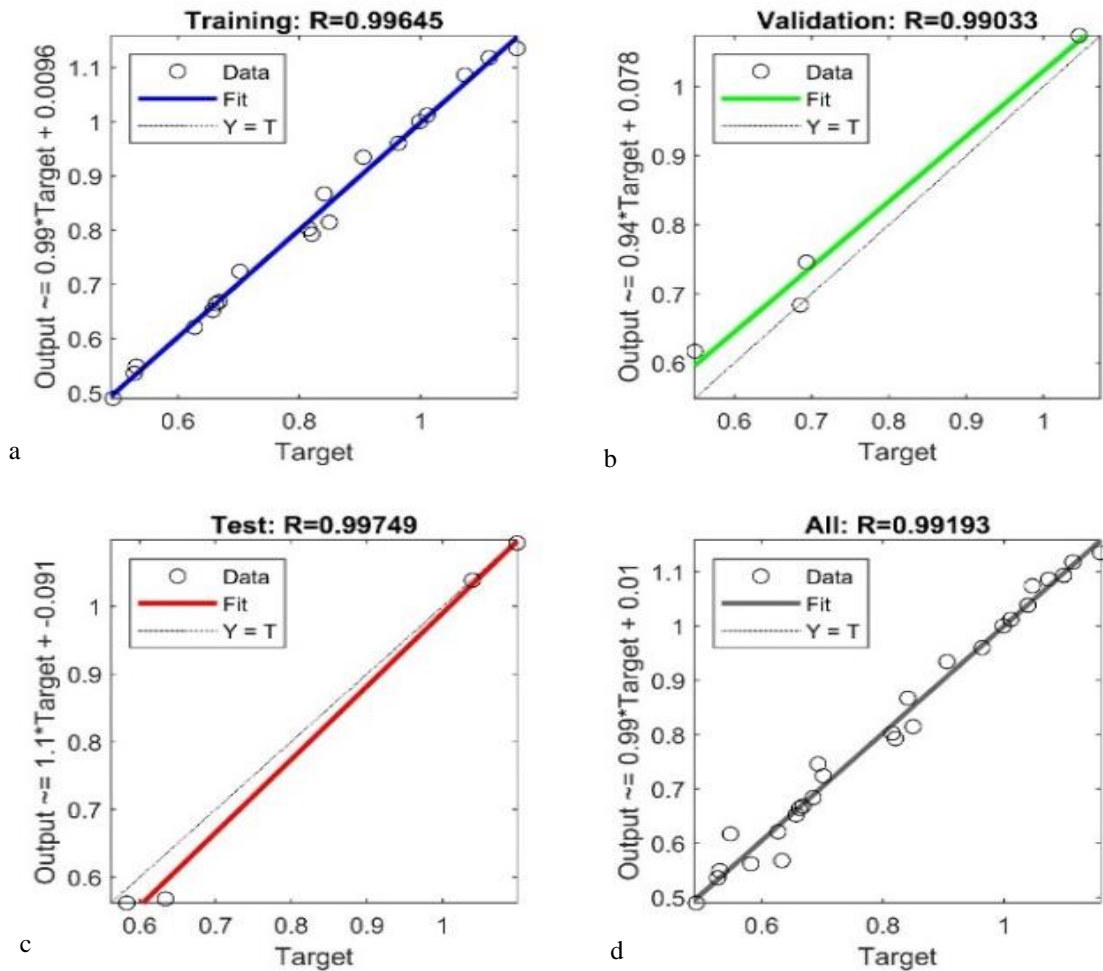 Training: R=0.99645
Output ~= 0.99*Target + 0.0096
1.1
1
0.9
0.8
0.7
0.6
0.5
Data
Fit
Y = T
0.6 0.8 1
Target
a
Validation: R=0.99033
Output ~= 0.94*Target + 0.078
1
0.9
0.8
0.7
0.6
Data
Fit
Y = T
0.6 0.7 0.8 0.9 1
Target
b
Test: R=0.99749
Output ~= 1.1*Target + -0.091
1
0.9
0.8
0.7
0.6
Data
Fit
Y = T
0.6 0.7 0.8 0.9 1
Target
c
All: R=0.99193
Output ~= 0.99*Target + 0.01
1.1
1
0.9
0.8
0.7
0.6
0.5
Data
Fit
Y = T
0.6 0.8 1
Target
d